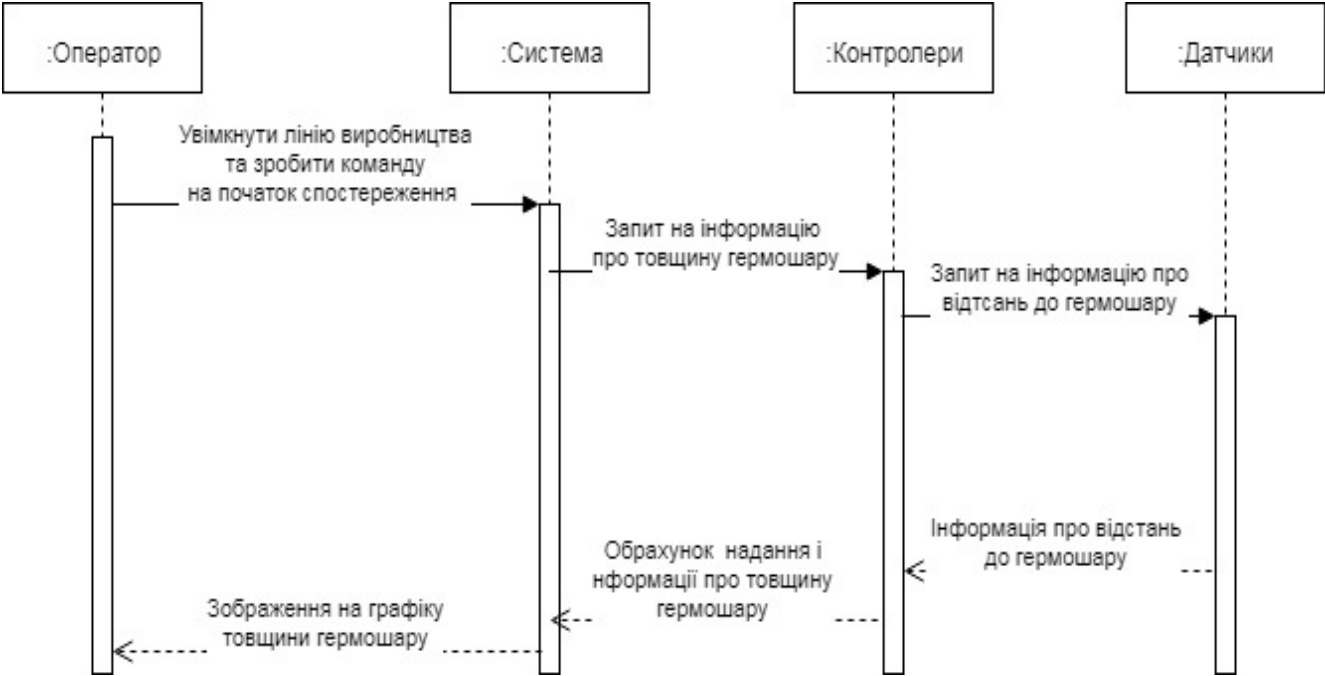 :Оператор
:Система
:Контролери
:Датчики
Увімкнути лінію виробництва
та зробити команду
на початок спостереження
Запит на інформацію
про товщину гермошару
Запит на інформацію про
відтсань до гермошару
Інформація про відстань
до гермошару
Обрахунок надання і
нформації про товщину
гермошару
Зображення на графіку
товщини гермошару